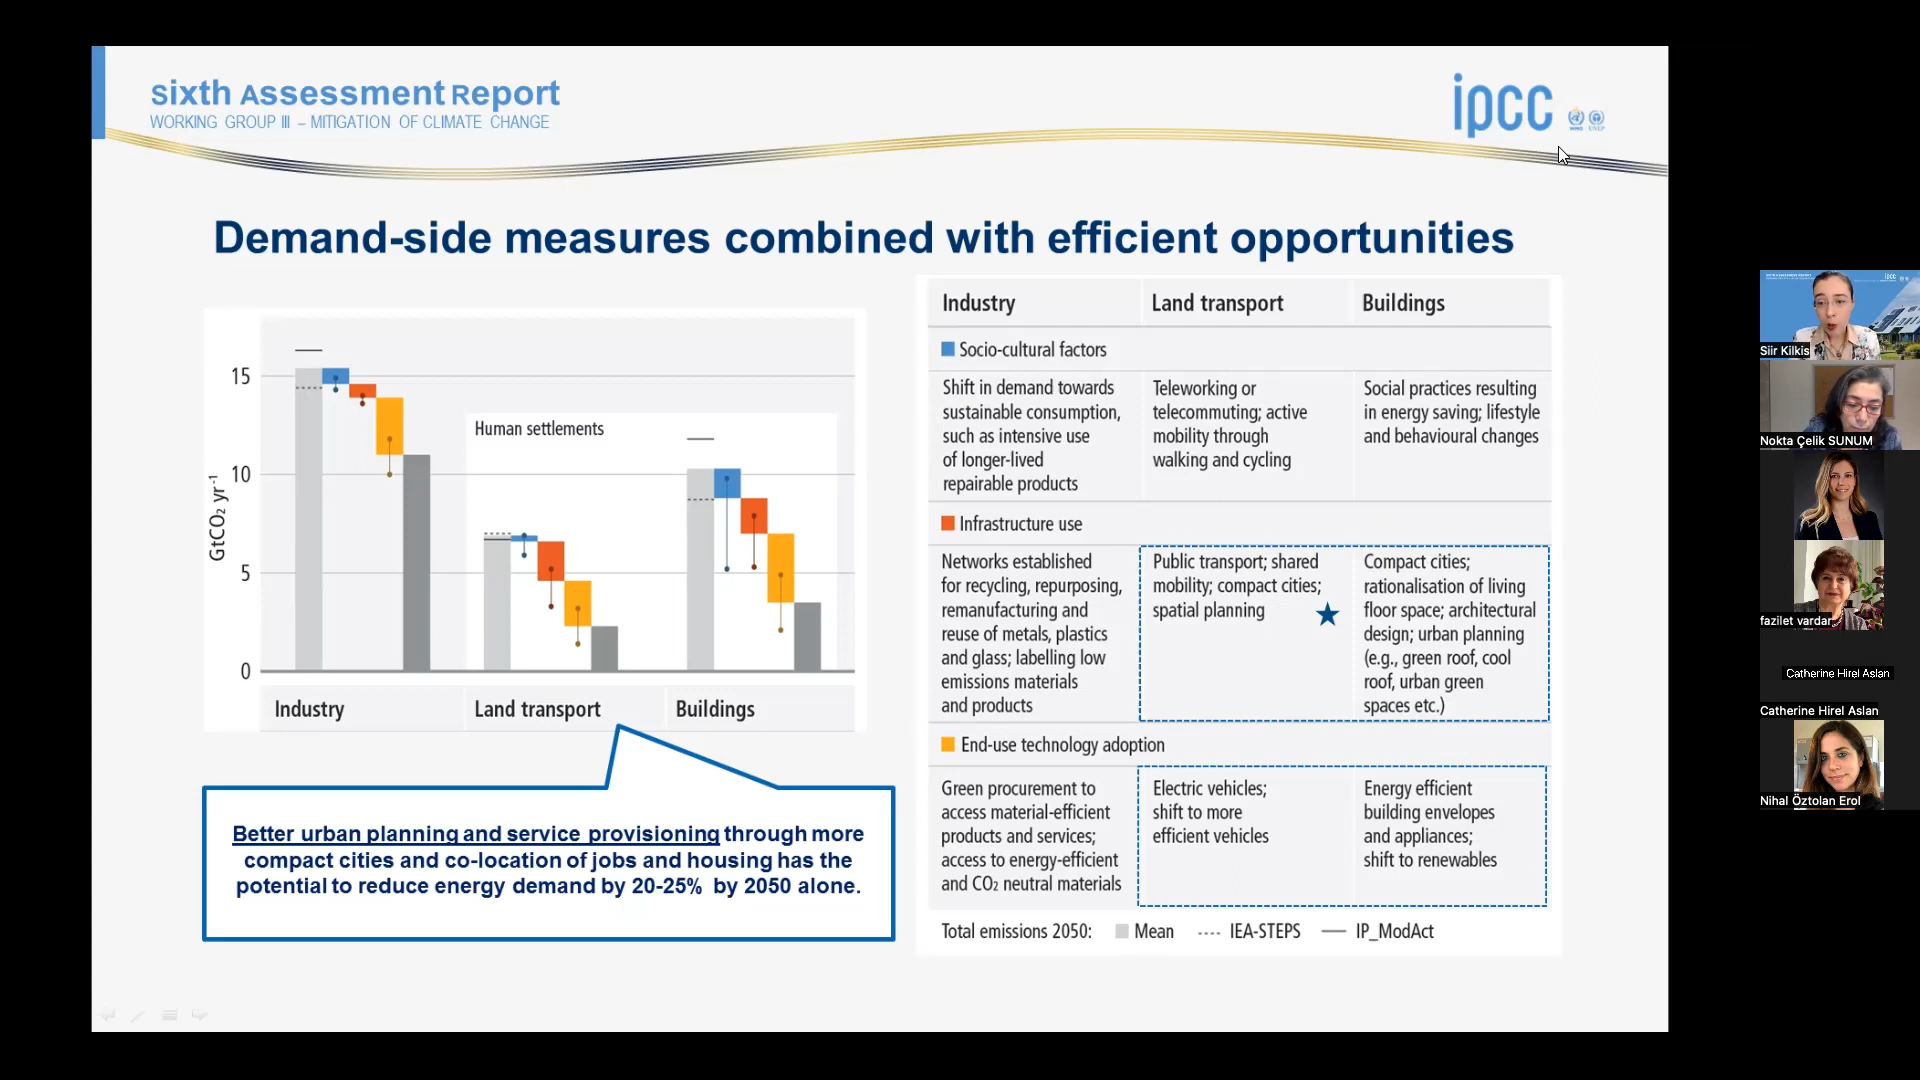 Sixth Assessment Report
WORKING GROUP III – MITIGATION OF CLIMATE CHANGE
ipcc
WMO UNEP
Demand-side measures combined with efficient opportunities
GtCO₂ yr⁻¹
15
10
5
0
Human settlements
Industry
Land transport
Buildings
Better urban planning and service provisioning through more
compact cities and co-location of jobs and housing has the
potential to reduce energy demand by 20-25% by 2050 alone.
Industry
Land transport
Buildings
Socio-cultural factors
Shift in demand towards
sustainable consumption,
such as intensive use
of longer-lived
repairable products
Teleworking or
telecommuting; active
mobility through
walking and cycling
Social practices resulting
in energy saving; lifestyle
and behavioural changes
Infrastructure use
Networks established
for recycling, repurposing,
remanufacturing and
reuse of metals, plastics
and glass; labelling low
emissions materials
and products
Public transport; shared
mobility; compact cities;
spatial planning
Compact cities;
rationalisation of living
floor space; architectural
design; urban planning
(e.g., green roof, cool
roof, urban green
spaces etc.)
End-use technology adoption
Green procurement to
access material-efficient
products and services;
access to energy-efficient
and CO₂ neutral materials
Electric vehicles;
shift to more
efficient vehicles
Energy efficient
building envelopes
and appliances;
shift to renewables
Total emissions 2050: Mean IEA-STEPS IP_ModAct
ipcc
Siir Kilkis
Nokta Çelik SUNUM
fazilet vardar
Catherine Hirel Aslan
Catherine Hirel Aslan
Nihal Öztolan Erol